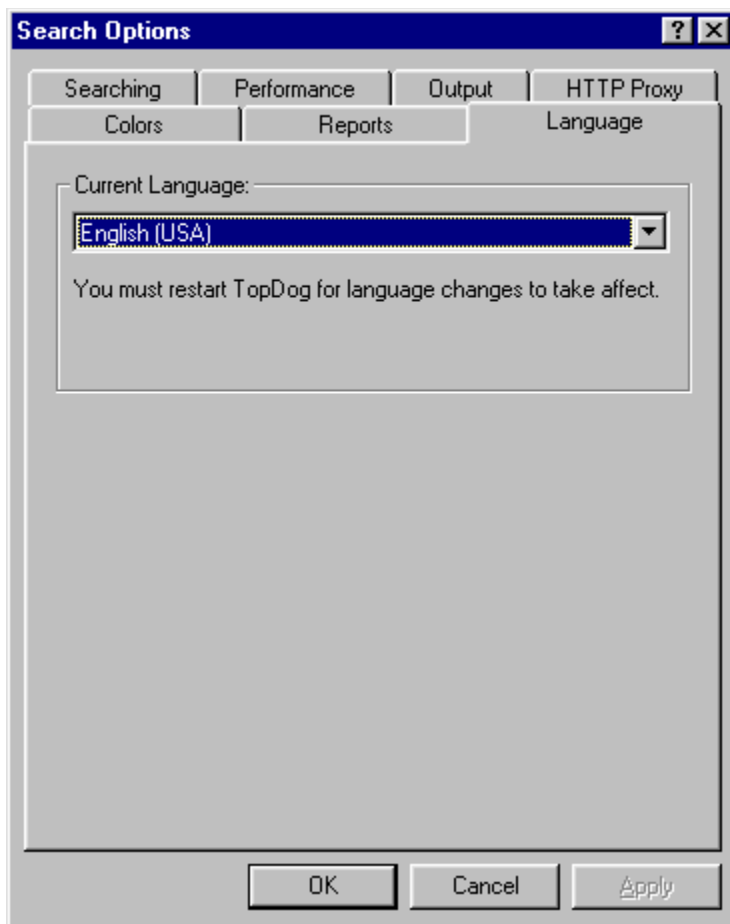 Search Options
Searching Performance Output HTTP Proxy
Colors Reports Language
Current Language:
English (USA)
You must restart TopDog for language changes to take affect.
OK Cancel Apply